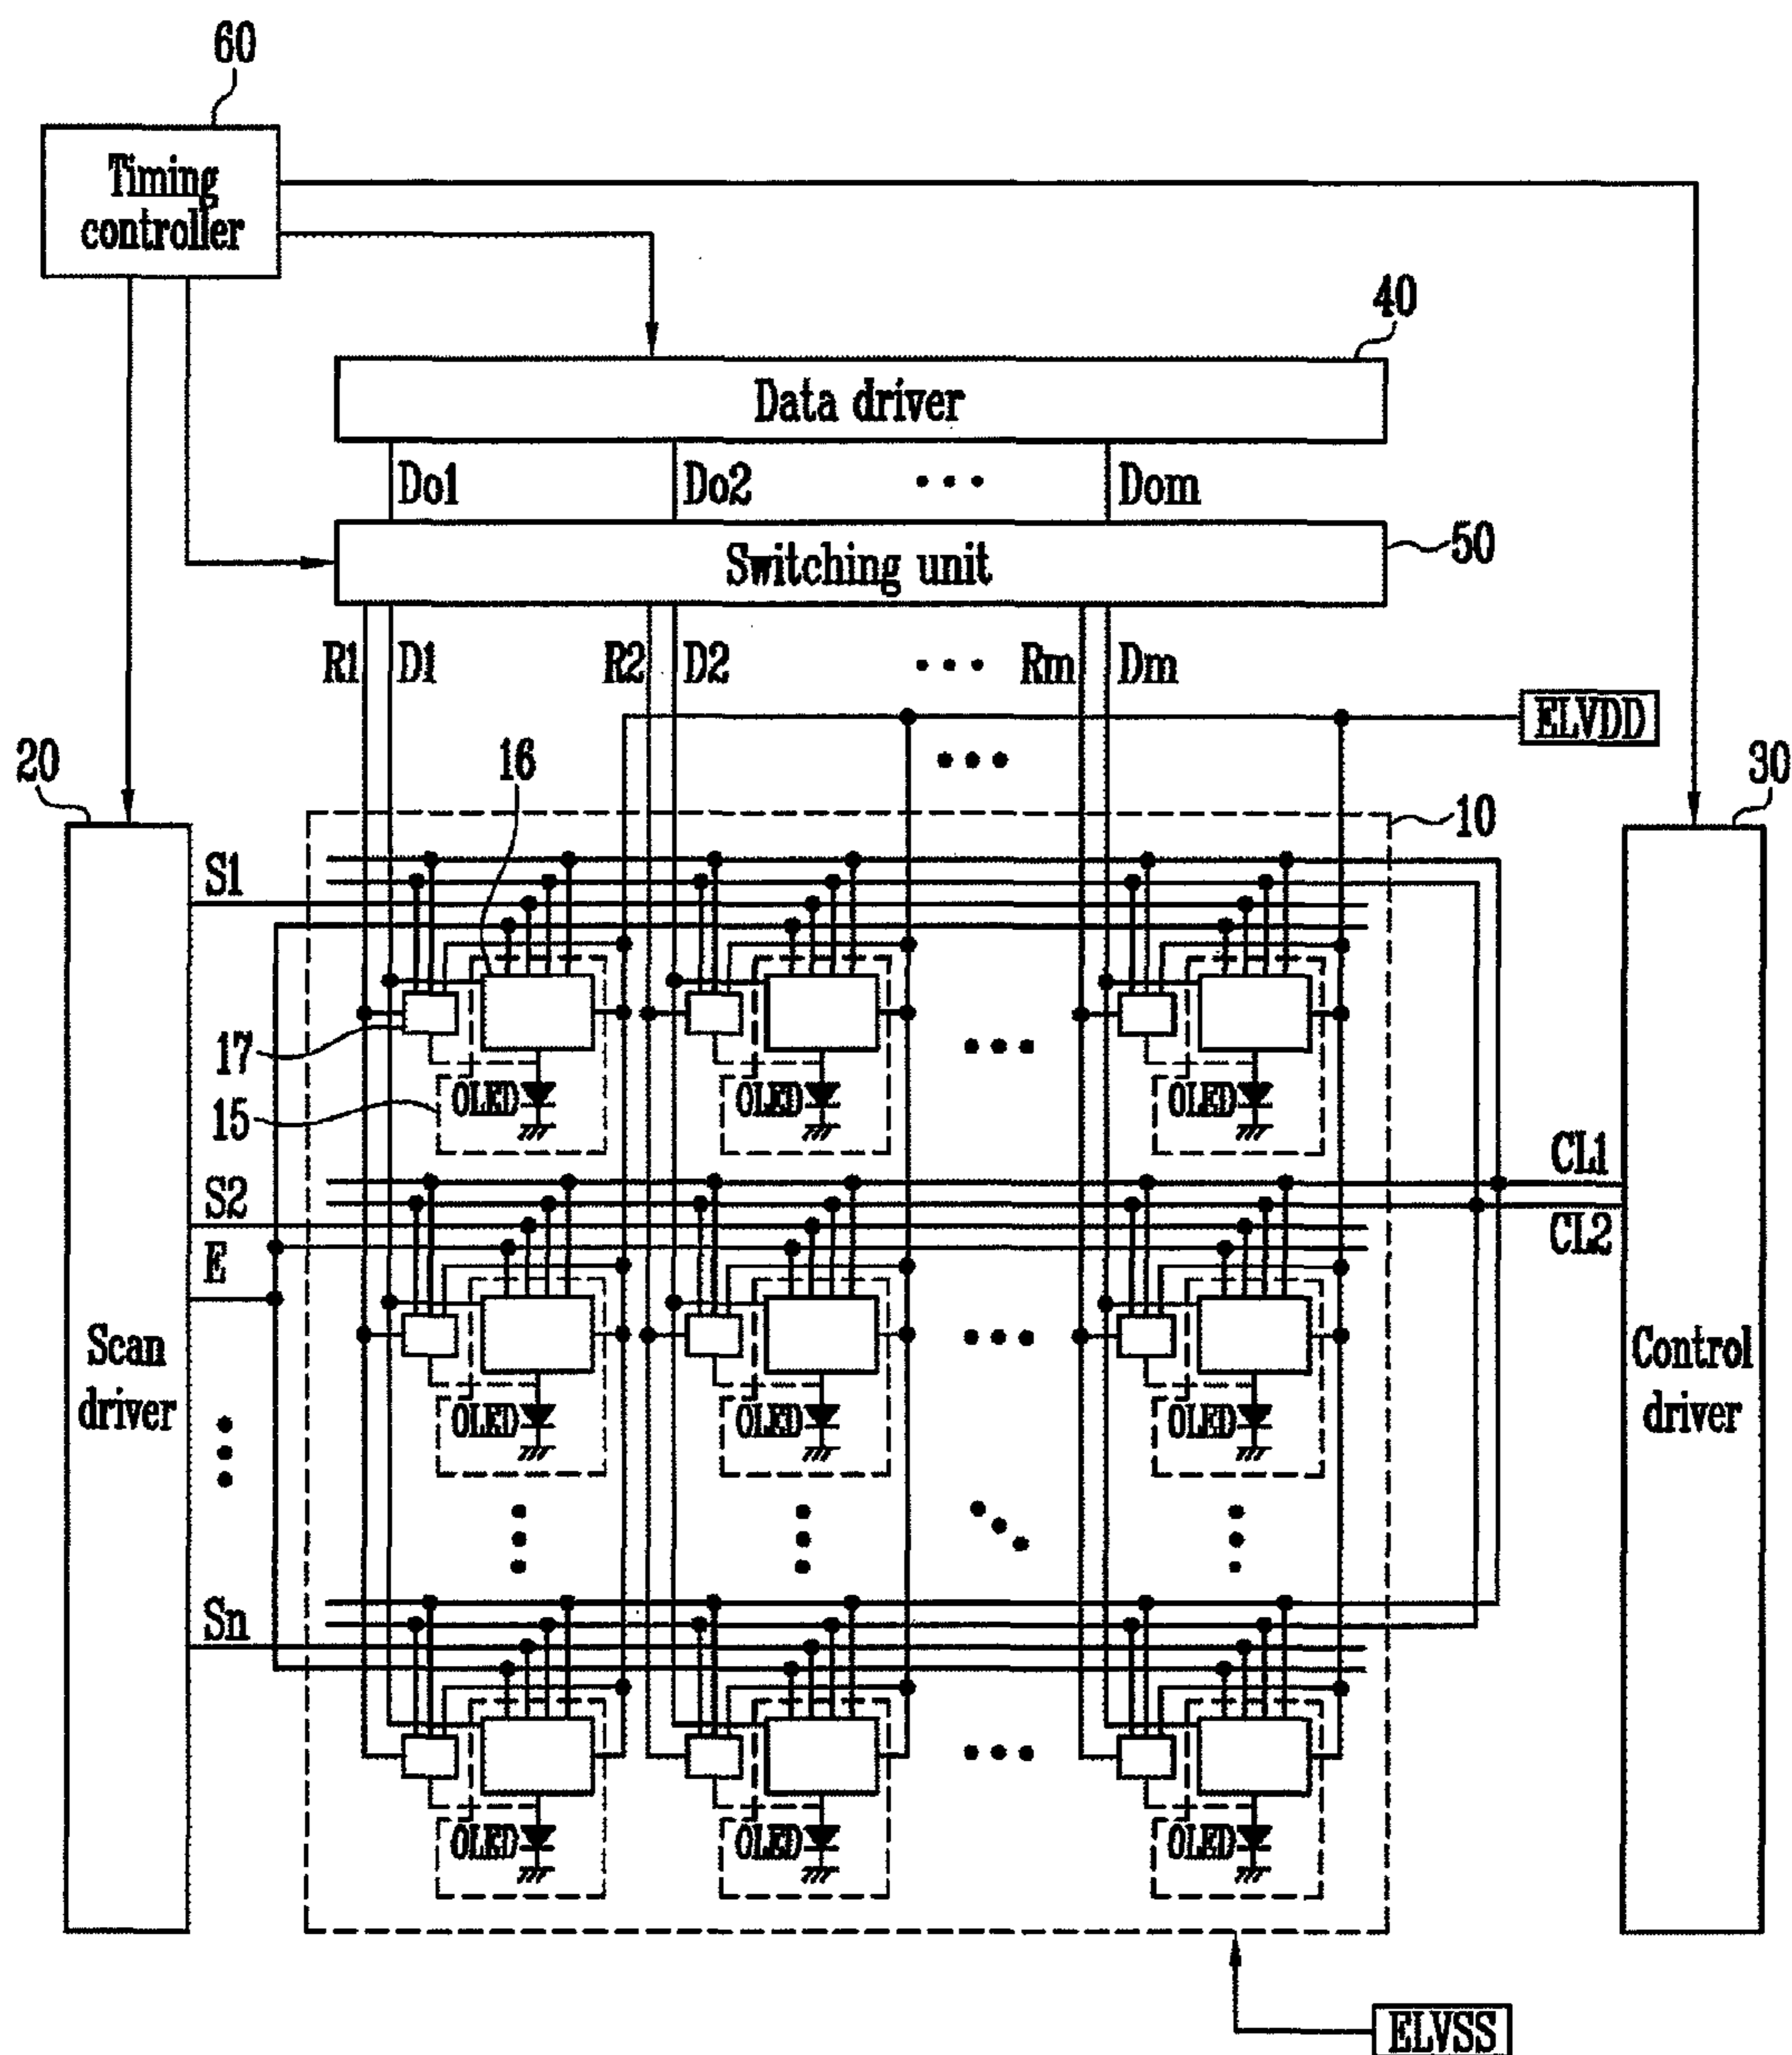 60
Timing
controller
40
Data driver
Do1
Do2
...
Dom
50
Switching unit
R1
D1
R2
D2
...
Rm
Dm
ELVDD
...
20
16
10
30
S1
17
15
OLED
OLED
...
OLED
CL1
CL2
S2
E
Scan
driver
Control
driver
OLED
OLED
...
OLED
Sn
OLED
OLED
...
OLED
ELVSS